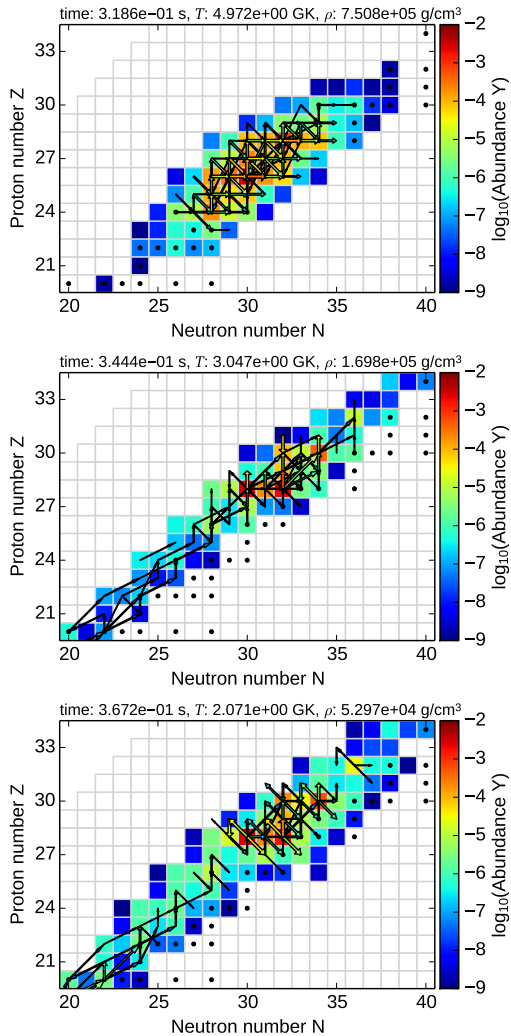 time: 3.186e−01 s, T: 4.972e+00 GK, ρ: 7.508e+05 g/cm³
33
30
27
24
21
Proton number Z
20 25 30 35 40
Neutron number N
−2
−3
−4
−5
−6
−7
−8
−9
log₁₀(Abundance Y)
time: 3.444e−01 s, T: 3.047e+00 GK, ρ: 1.698e+05 g/cm³
33
30
27
24
21
Proton number Z
20 25 30 35 40
Neutron number N
−2
−3
−4
−5
−6
−7
−8
−9
log₁₀(Abundance Y)
time: 3.672e−01 s, T: 2.071e+00 GK, ρ: 5.297e+04 g/cm³
33
30
27
24
21
Proton number Z
20 25 30 35 40
Neutron number N
−2
−3
−4
−5
−6
−7
−8
−9
log₁₀(Abundance Y)